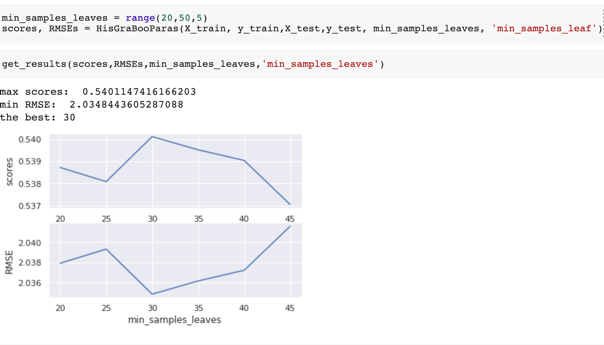 min_samples_leaves = range(20,50,5)
scores, RMSEs = HisGraBooParas(X_train, y_train,X_test,y_test, min_samples_leaves, 'min_samples_leaf')
get_results(scores,RMSEs,min_samples_leaves,'min_samples_leaves')
max scores:  0.5401147416166203
min RMSE:  2.0348443605287088
the best: 30
0.540
0.539
0.538
0.537
scores
20 25 30 35 40 45
2.040
2.038
2.036
RMSE
20 25 30 35 40 45
min_samples_leaves